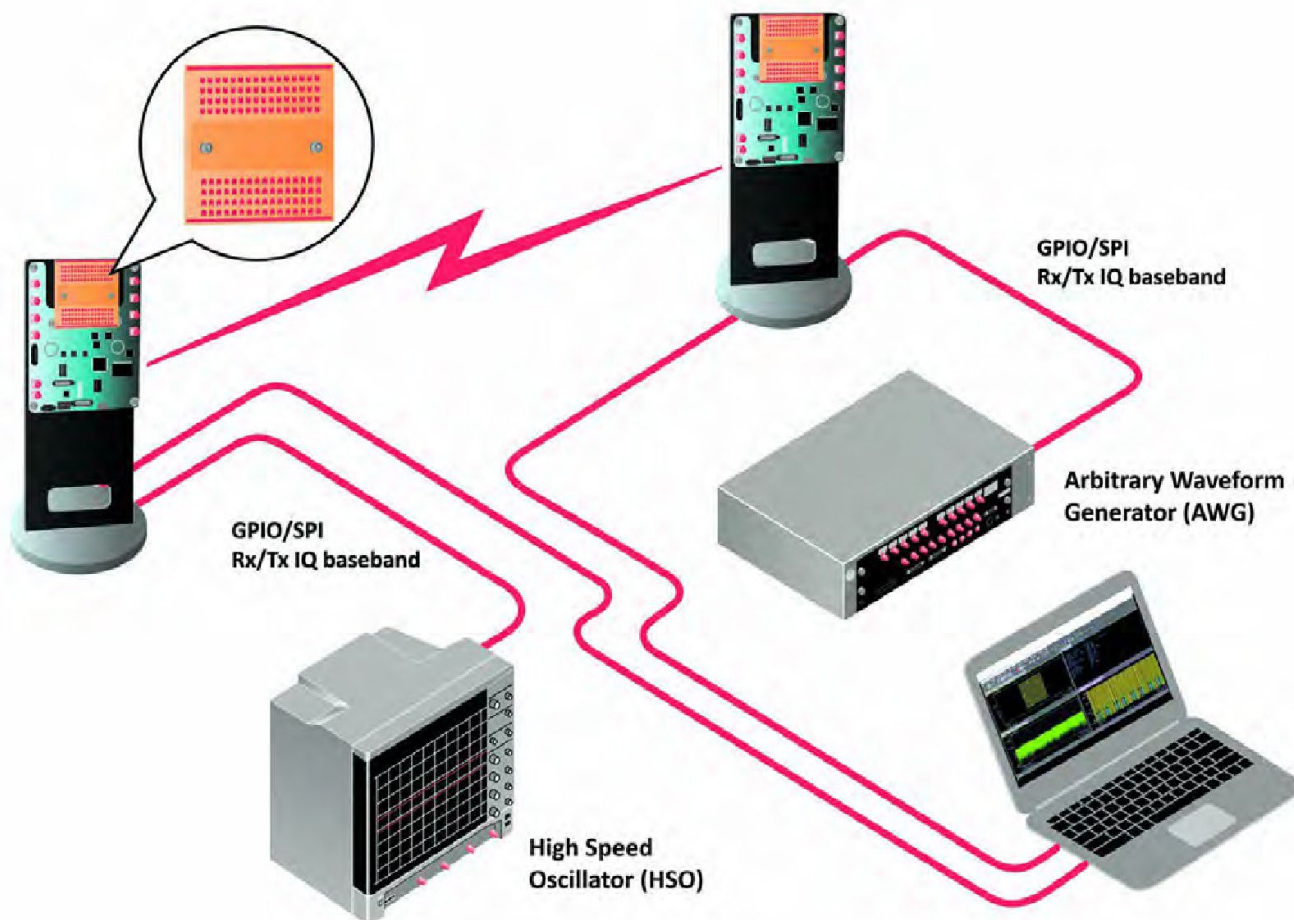 GPIO/SPI
Rx/Tx IQ baseband
Arbitrary Waveform
Generator (AWG)
GPIO/SPI
Rx/Tx IQ baseband
High Speed
Oscillator (HSO)